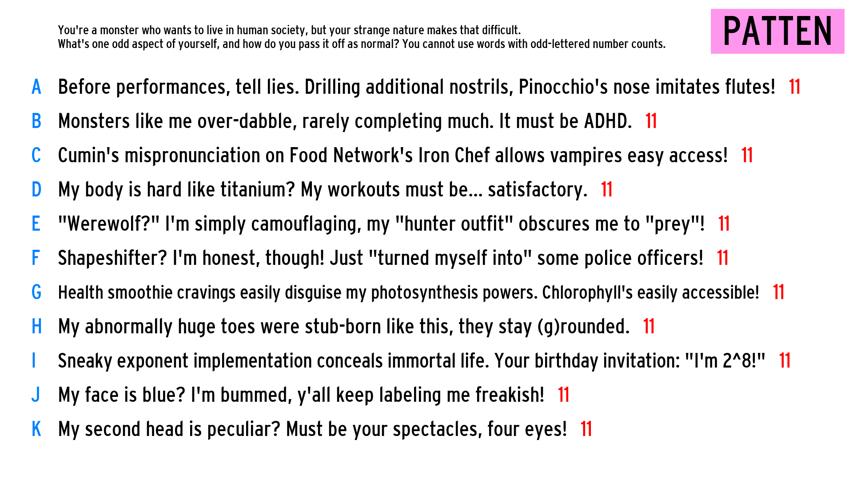 You're a monster who wants to live in human society, but your strange nature makes that difficult.
What's one odd aspect of yourself, and how do you pass it off as normal? You cannot use words with odd-lettered number counts.
PATTEN
A Before performances, tell lies. Drilling additional nostrils, Pinocchio's nose imitates flutes! 11
B Monsters like me over-dabble, rarely completing much. It must be ADHD. 11
C Cumin's mispronunciation on Food Network's Iron Chef allows vampires easy access! 11
D My body is hard like titanium? My workouts must be... satisfactory. 11
E "Werewolf?" I'm simply camouflaging, my "hunter outfit" obscures me to "prey"! 11
F Shapeshifter? I'm honest, though! Just "turned myself into" some police officers! 11
G Health smoothie cravings easily disguise my photosynthesis powers. Chlorophyll's easily accessible! 11
H My abnormally huge toes were stub-born like this, they stay (g)rounded. 11
I Sneaky exponent implementation conceals immortal life. Your birthday invitation: "I'm 2^8!" 11
J My face is blue? I'm bummed, y'all keep labeling me freakish! 11
K My second head is peculiar? Must be your spectacles, four eyes! 11